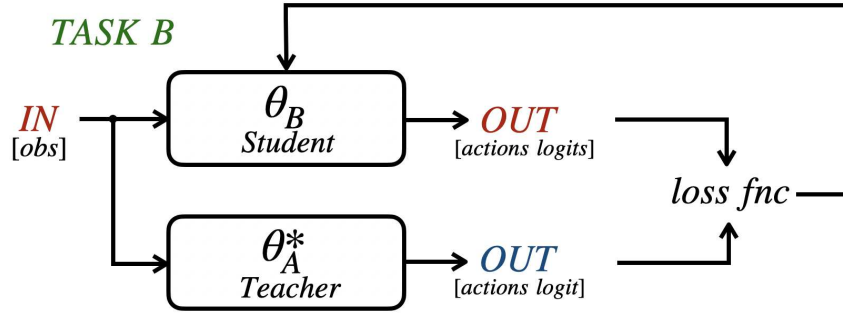 TASK B
IN
[obs]
θ_B
Student
OUT
[actions logits]
loss fnc
θ*_A
Teacher
OUT
[actions logit]